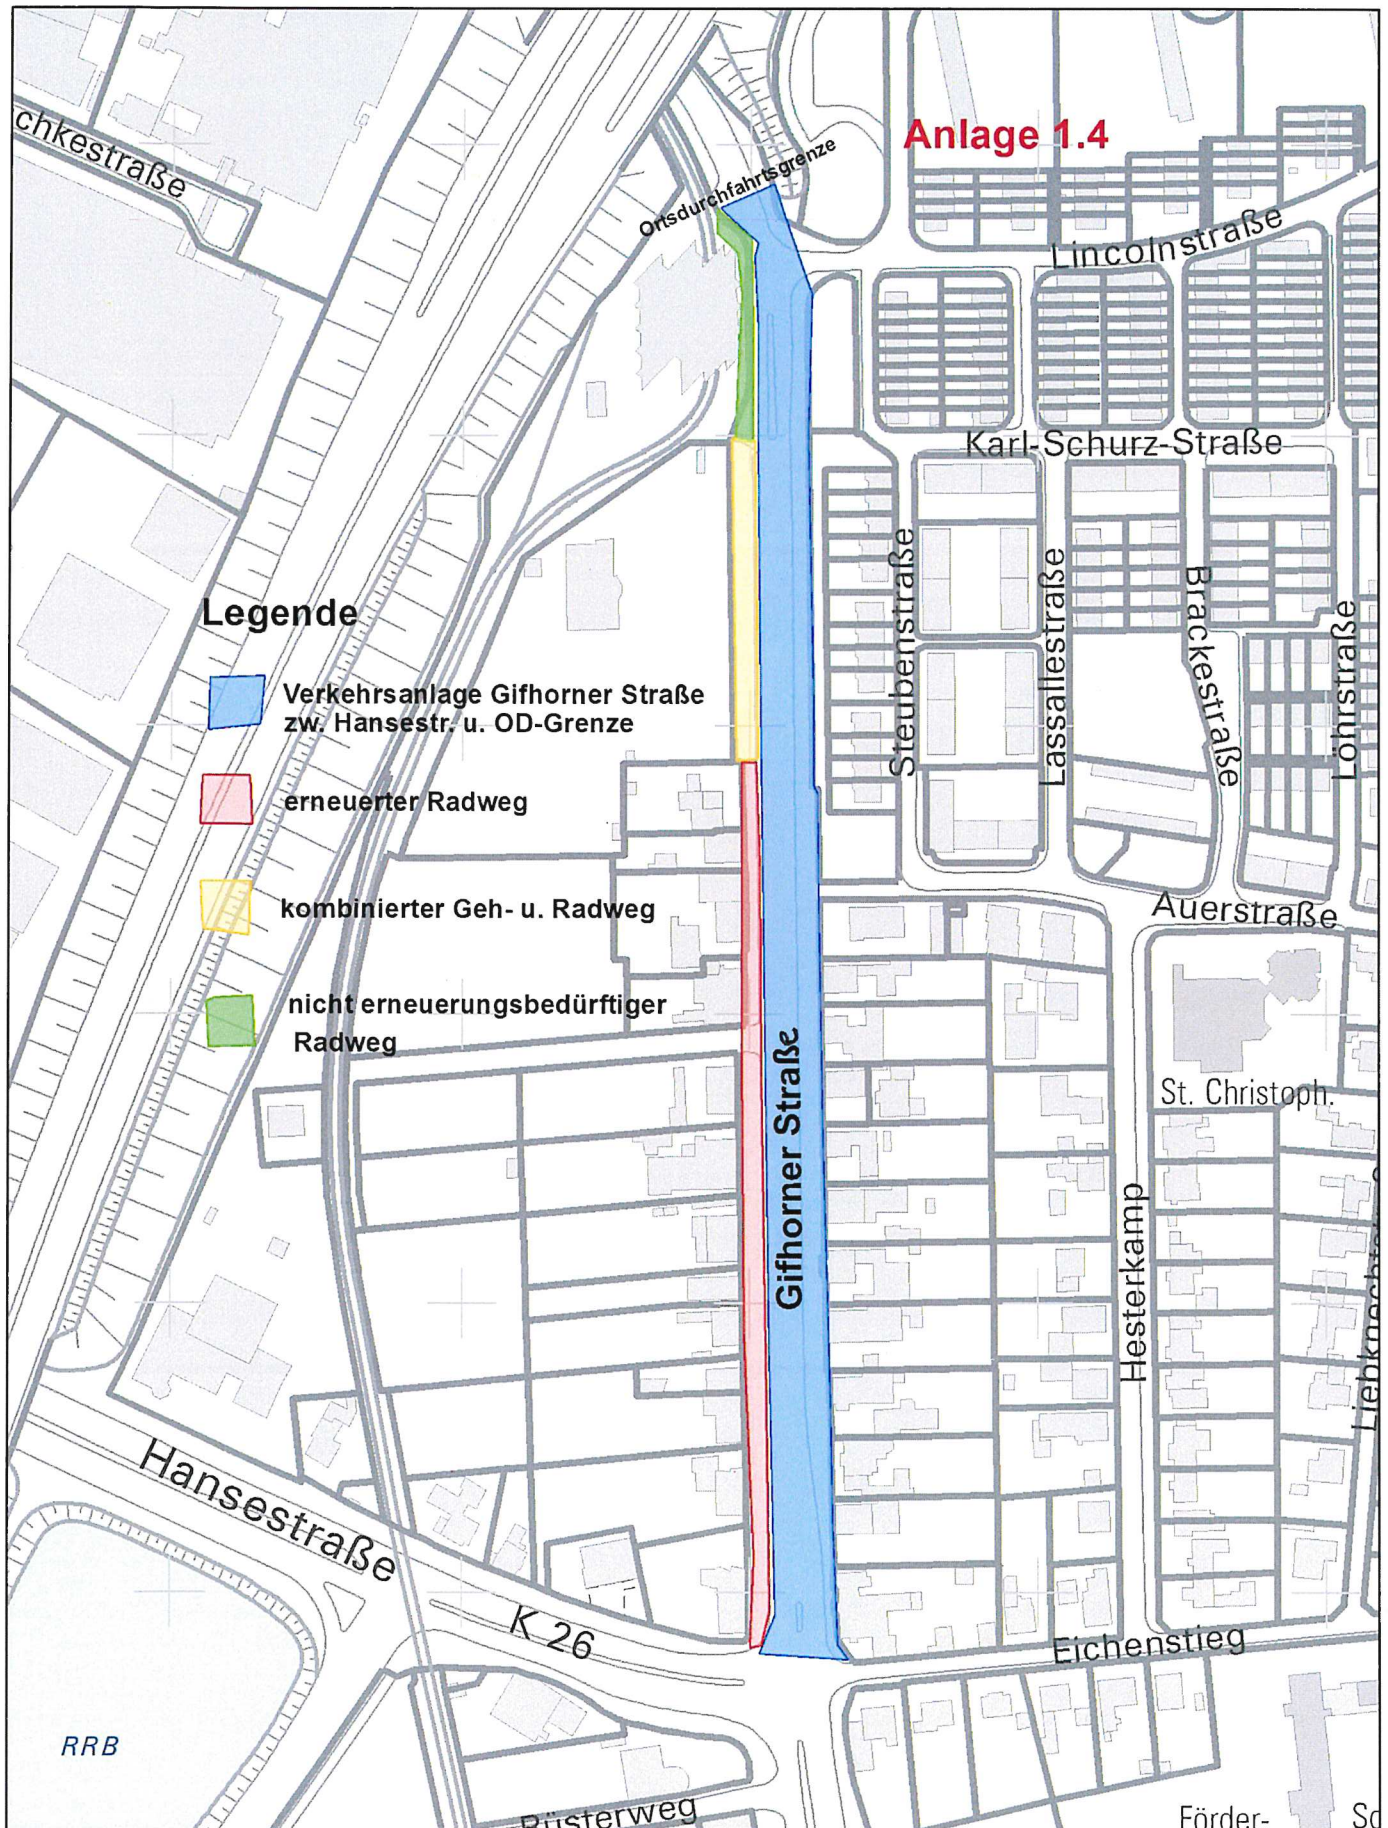 chkestraße
Anlage 1.4
Ortsdurchfahrtsgrenze
Lincolnstraße
Karl-Schurz-Straße
Steubenstraße
Lassallestraße
Brackestraße
Löhrstraße
Legende
Verkehrsanlage Gifhorner Straße
zw. Hansestr. u. OD-Grenze
erneuerter Radweg
kombinierter Geh- u. Radweg
nicht erneuerungsbedürftiger
Radweg
Auerstraße
Gifhorner Straße
St. Christoph.
Hesterkamp
Hansestraße
K 26
Eichenstieg
RRB
Rüsterweg
Förder-